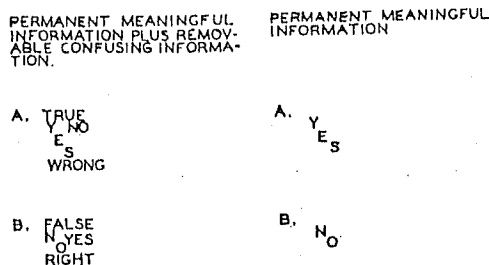 PERMANENT MEANINGFUL
INFORMATION PLUS REMOV-
ABLE CONFUSING INFORMA-
TION.
A. TRUE
Y NO
E
S
WRONG
B. FALSE
N YES
O
RIGHT
PERMANENT MEANINGFUL
INFORMATION
A.
Y
E
S
B.
N
O